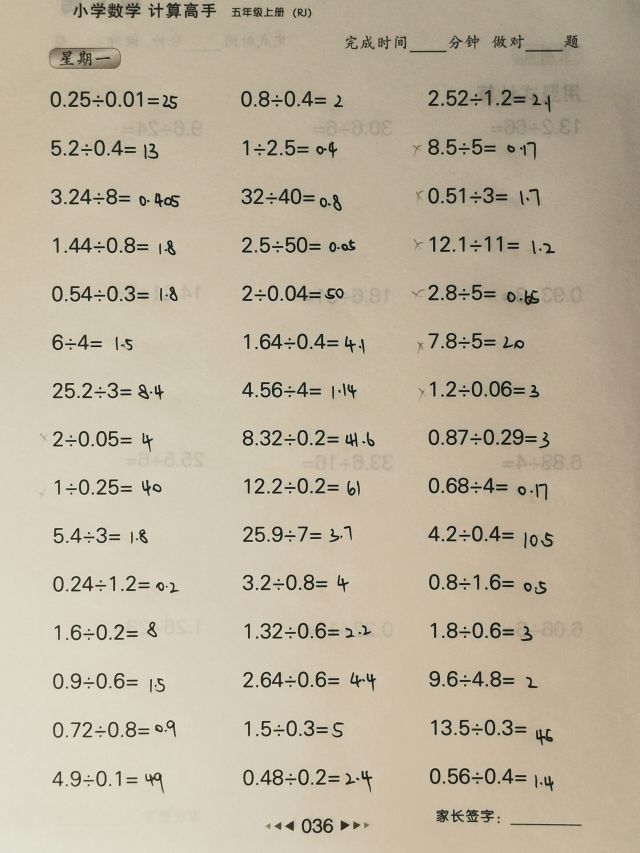 小学数学 计算高手 五年级上册 (RJ)
完成时间____分钟 做对____题
星期一
0.25÷0.01=25 0.8÷0.4=2 2.52÷1.2=2.1
5.2÷0.4=13 1÷2.5=0.4 8.5÷5=0.17
3.24÷8=0.405 32÷40=0.8 0.51÷3=1.7
1.44÷0.8=1.8 2.5÷50=0.05 12.1÷11=1.2
0.54÷0.3=1.8 2÷0.04=50 2.8÷5=0.65
6÷4=1.5 1.64÷0.4=4.1 7.8÷5=20
25.2÷3=8.4 4.56÷4=1.14 1.2÷0.06=3
2÷0.05=4 8.32÷0.2=41.6 0.87÷0.29=3
1÷0.25=40 12.2÷0.2=61 0.68÷4=0.17
5.4÷3=1.8 25.9÷7=3.7 4.2÷0.4=10.5
0.24÷1.2=0.2 3.2÷0.8=4 0.8÷1.6=0.5
1.6÷0.2=8 1.32÷0.6=2.2 1.8÷0.6=3
0.9÷0.6=1.5 2.64÷0.6=4.4 9.6÷4.8=2
0.72÷0.8=0.9 1.5÷0.3=5 13.5÷0.3=46
4.9÷0.1=49 0.48÷0.2=2.4 0.56÷0.4=1.4
036
家长签字：________